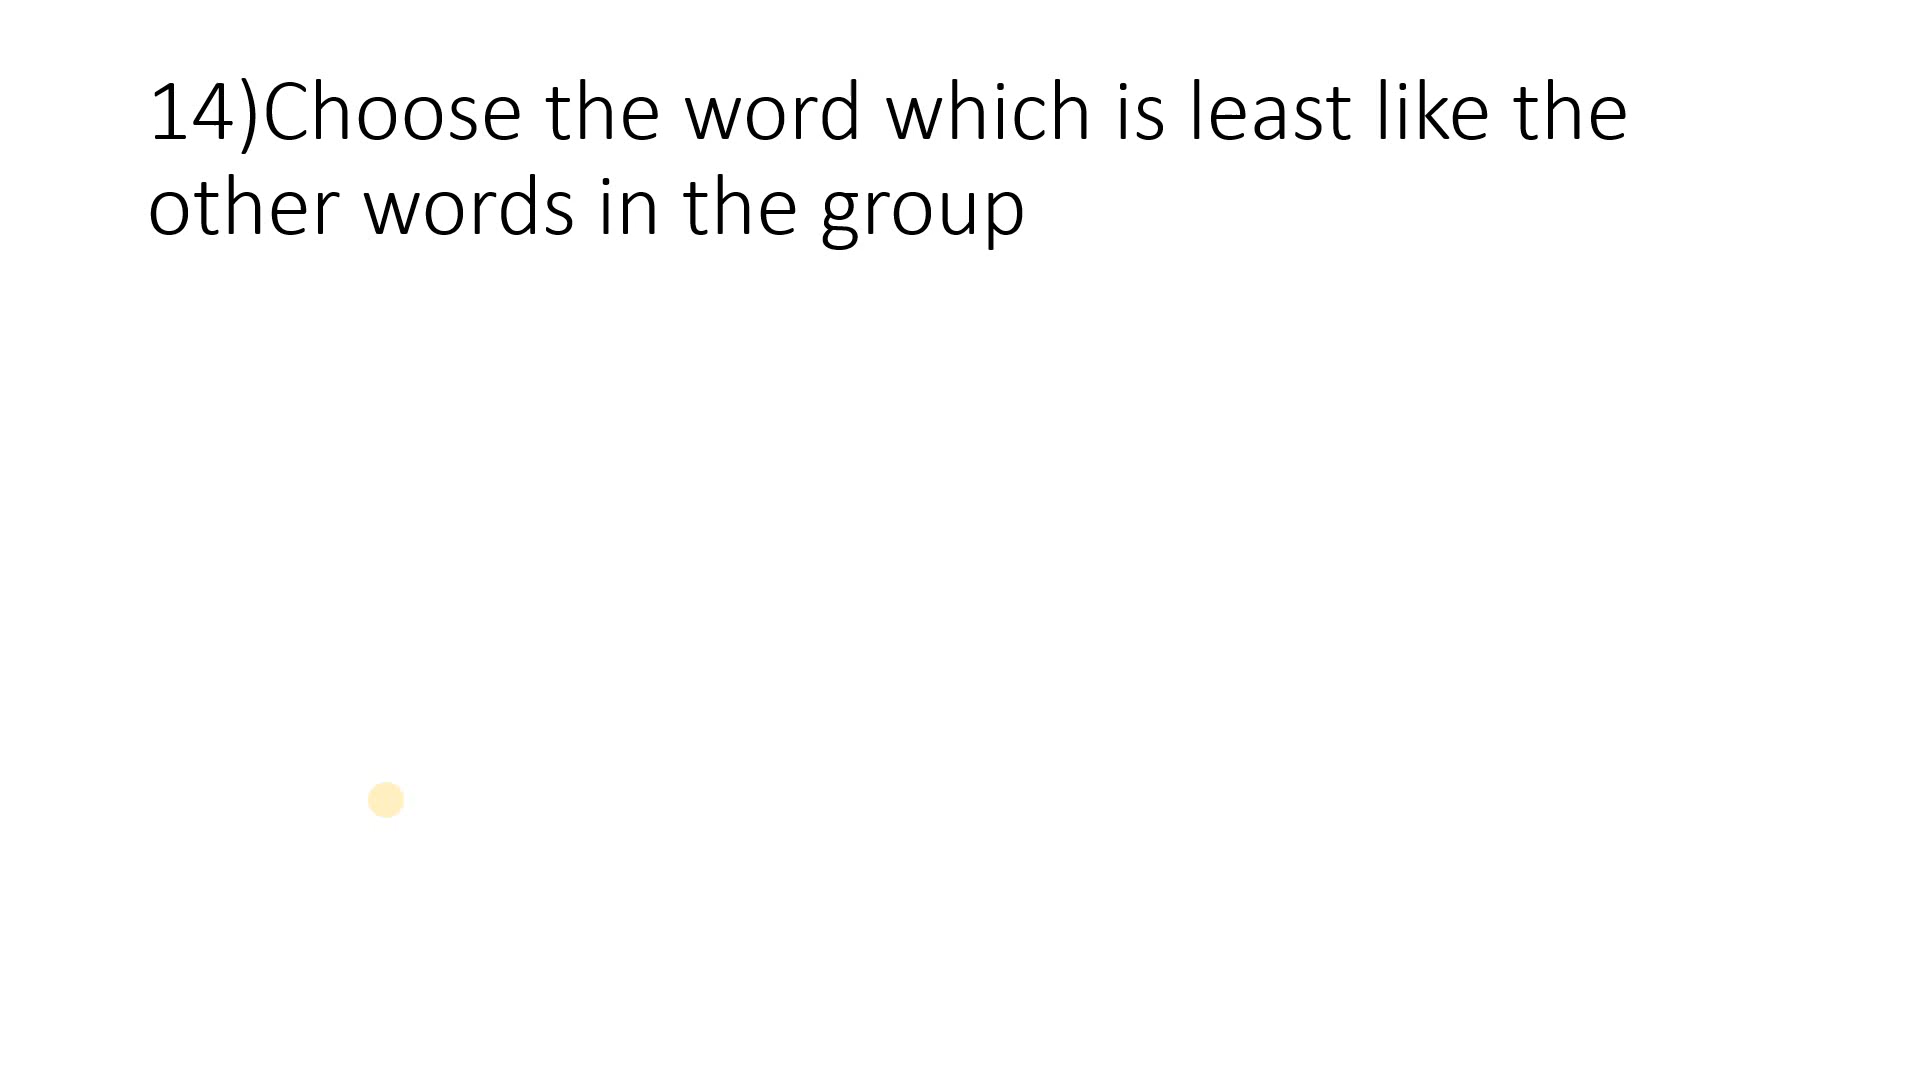 14)Choose the word which is least like the
other words in the group